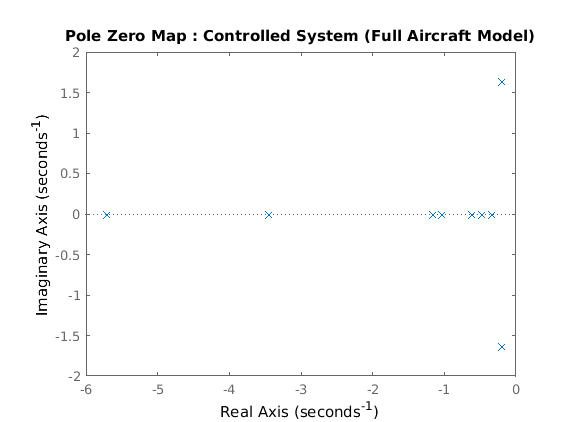 Pole Zero Map : Controlled System (Full Aircraft Model)
2
1.5
1
0.5
0
-0.5
-1
-1.5
-2
Imaginary Axis (seconds⁻¹)
-6 -5 -4 -3 -2 -1 0
Real Axis (seconds⁻¹)